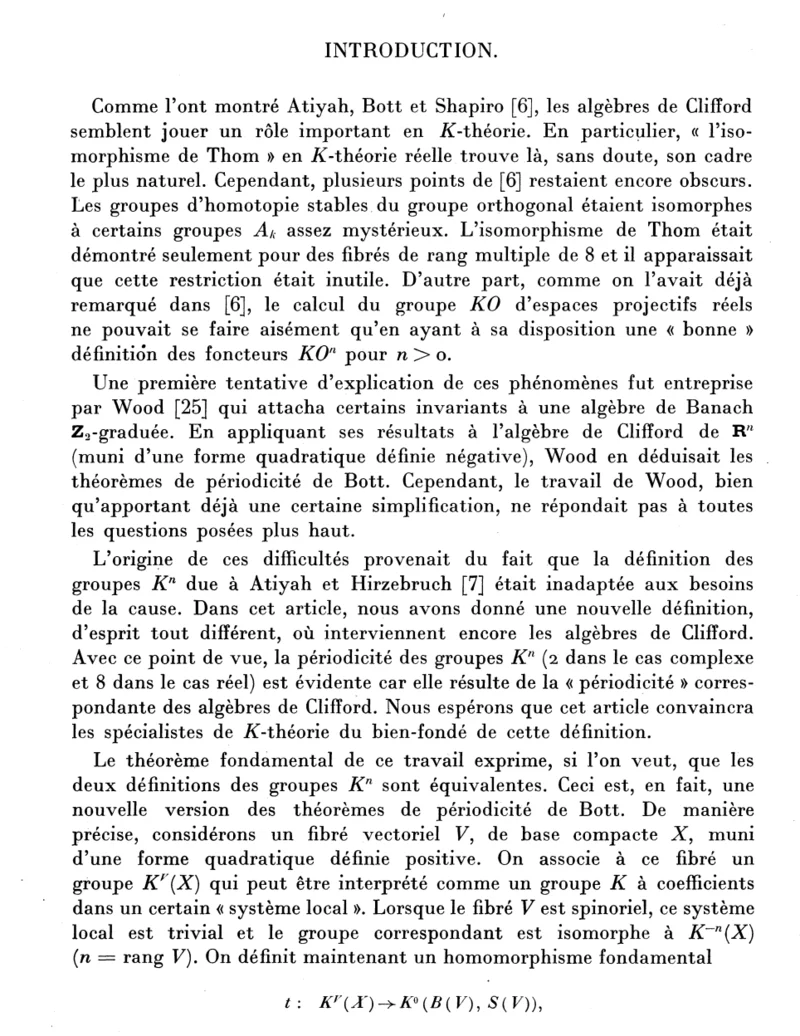 INTRODUCTION.
Comme l'ont montré Atiyah, Bott et Shapiro [6], les algèbres de Clifford
semblent jouer un rôle important en K-théorie. En particulier, « l'iso-
morphisme de Thom » en K-théorie réelle trouve là, sans doute, son cadre
le plus naturel. Cependant, plusieurs points de [6] restaient encore obscurs.
Les groupes d'homotopie stables du groupe orthogonal étaient isomorphes
à certains groupes Aₖ assez mystérieux. L'isomorphisme de Thom était
démontré seulement pour des fibrés de rang multiple de 8 et il apparaissait
que cette restriction était inutile. D'autre part, comme on l'avait déjà
remarqué dans [6], le calcul du groupe KO d'espaces projectifs réels
ne pouvait se faire aisément qu'en ayant à sa disposition une « bonne »
définition des foncteurs KOⁿ pour n > 0.
Une première tentative d'explication de ces phénomènes fut entreprise
par Wood [25] qui attacha certains invariants à une algèbre de Banach
Z₂-graduée. En appliquant ses résultats à l'algèbre de Clifford de Rⁿ
(muni d'une forme quadratique définie négative), Wood en déduisait les
théorèmes de périodicité de Bott. Cependant, le travail de Wood, bien
qu'apportant déjà une certaine simplification, ne répondait pas à toutes
les questions posées plus haut.
L'origine de ces difficultés provenait du fait que la définition des
groupes Kⁿ due à Atiyah et Hirzebruch [7] était inadaptée aux besoins
de la cause. Dans cet article, nous avons donné une nouvelle définition,
d'esprit tout différent, où interviennent encore les algèbres de Clifford.
Avec ce point de vue, la périodicité des groupes Kⁿ (2 dans le cas complexe
et 8 dans le cas réel) est évidente car elle résulte de la « périodicité » corres-
pondante des algèbres de Clifford. Nous espérons que cet article convaincra
les spécialistes de K-théorie du bien-fondé de cette définition.
Le théorème fondamental de ce travail exprime, si l'on veut, que les
deux définitions des groupes Kⁿ sont équivalentes. Ceci est, en fait, une
nouvelle version des théorèmes de périodicité de Bott. De manière
précise, considérons un fibré vectoriel V, de base compacte X, muni
d'une forme quadratique définie positive. On associe à ce fibré un
groupe Kⱽ(X) qui peut être interprété comme un groupe K à coefficients
dans un certain « système local ». Lorsque le fibré V est spinoriel, ce système
local est trivial et le groupe correspondant est isomorphe à K⁻ⁿ(X)
(n = rang V). On définit maintenant un homomorphisme fondamental
t : Kⱽ(X) → K⁰(B(V), S(V)),